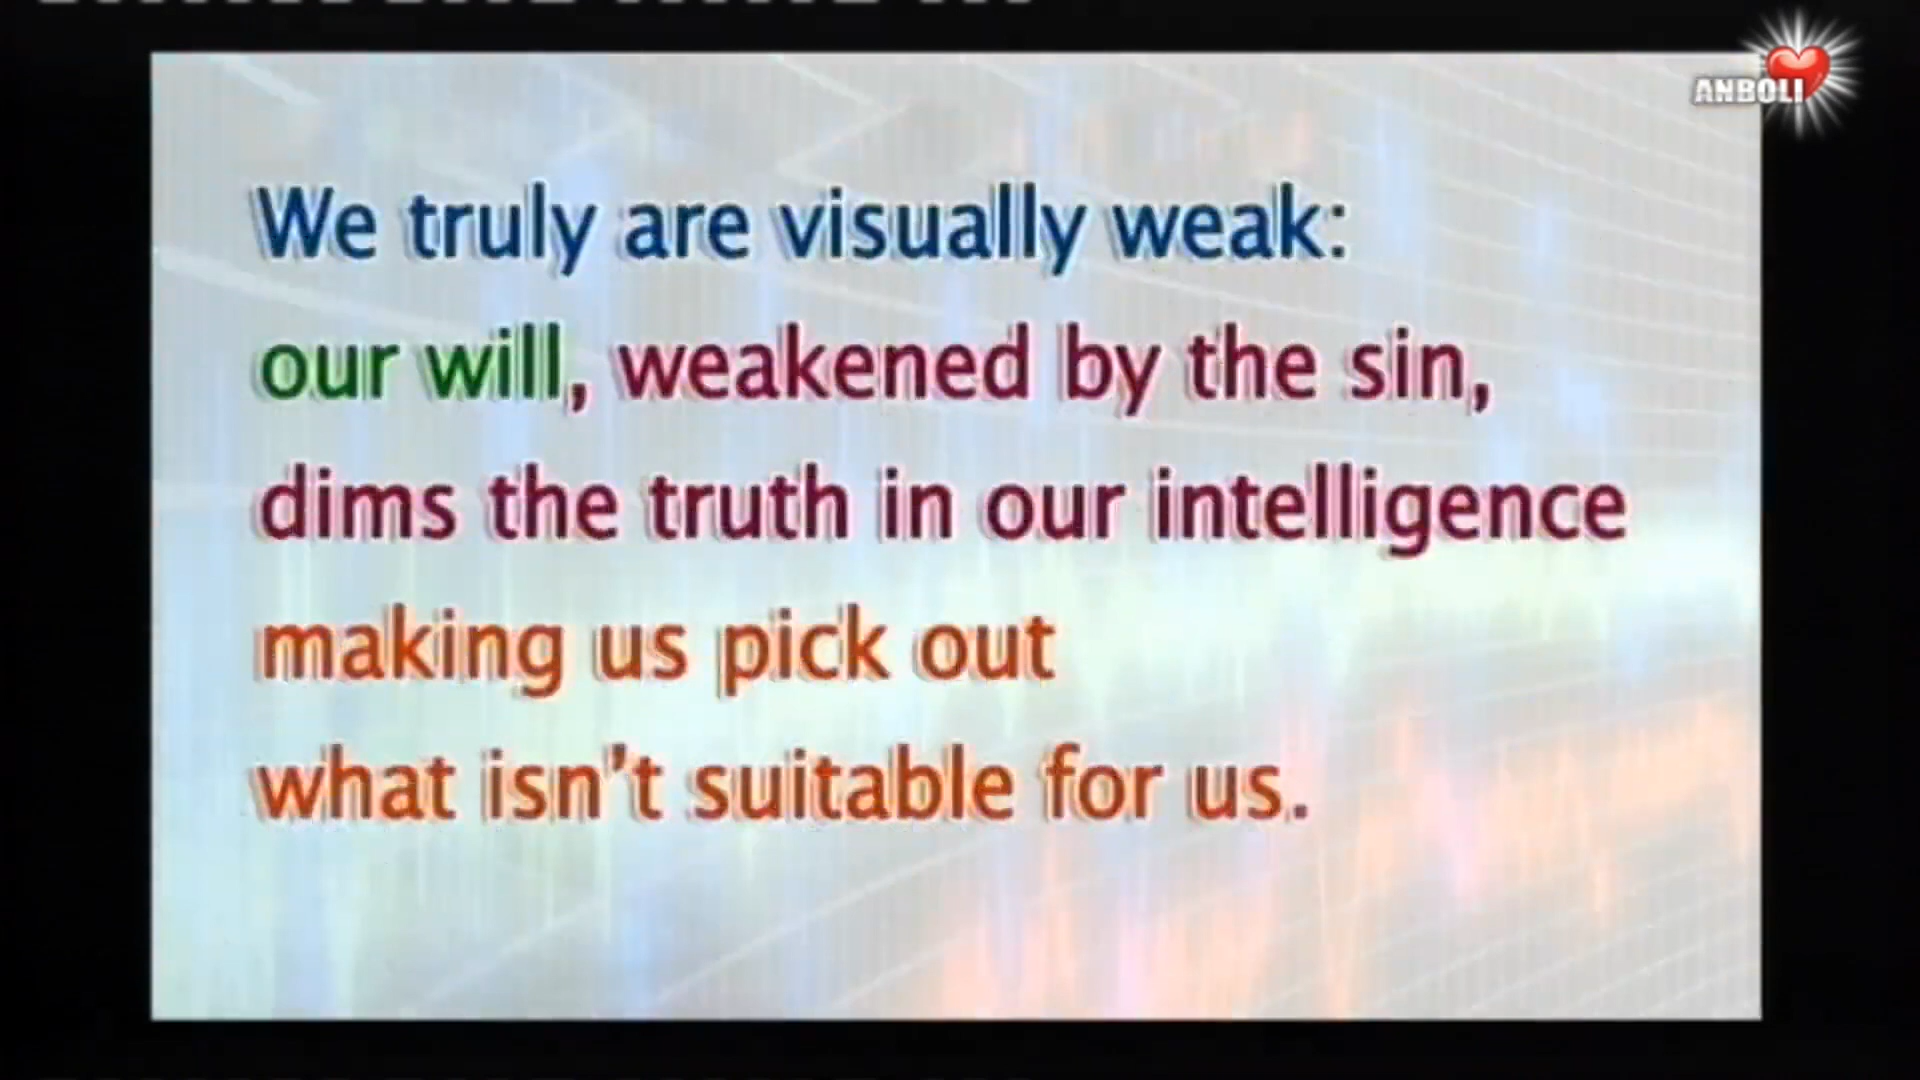 ANBOLI
We truly are visually weak:
our will, weakened by the sin,
dims the truth in our intelligence
making us pick out
what isn't suitable for us.